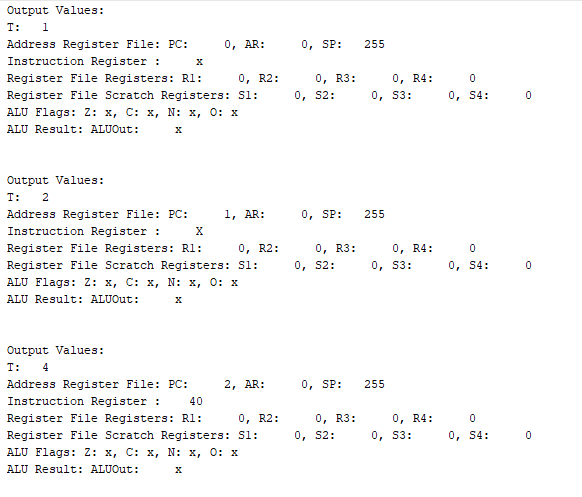 Output Values:
T:   1
Address Register File: PC:     0, AR:     0, SP:   255
Instruction Register :     x
Register File Registers: R1:     0, R2:     0, R3:     0, R4:     0
Register File Scratch Registers: S1:     0, S2:     0, S3:     0, S4:     0
ALU Flags: Z: x, C: x, N: x, O: x
ALU Result: ALUOut:     x
Output Values:
T:   2
Address Register File: PC:     1, AR:     0, SP:   255
Instruction Register :     X
Register File Registers: R1:     0, R2:     0, R3:     0, R4:     0
Register File Scratch Registers: S1:     0, S2:     0, S3:     0, S4:     0
ALU Flags: Z: x, C: x, N: x, O: x
ALU Result: ALUOut:     x
Output Values:
T:   4
Address Register File: PC:     2, AR:     0, SP:   255
Instruction Register :    40
Register File Registers: R1:     0, R2:     0, R3:     0, R4:     0
Register File Scratch Registers: S1:     0, S2:     0, S3:     0, S4:     0
ALU Flags: Z: x, C: x, N: x, O: x
ALU Result: ALUOut:     x